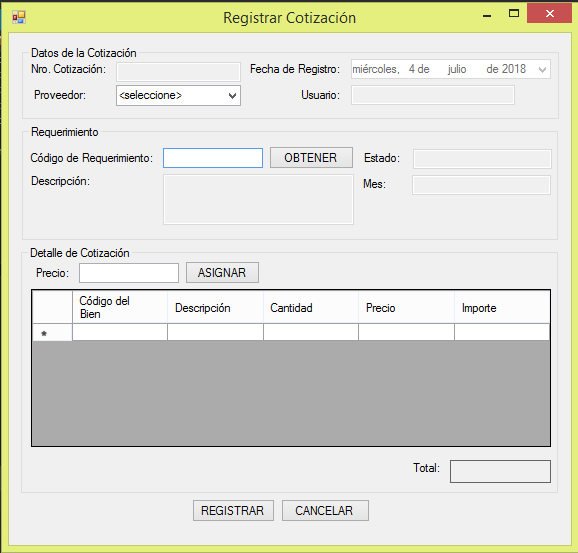 Registrar Cotización
Datos de la Cotización
Nro. Cotización: Fecha de Registro: miércoles, 4 de julio de 2018
Proveedor: <seleccione> Usuario:
Requerimiento
Código de Requerimiento: OBTENER Estado:
Descripción: Mes:
Detalle de Cotización
Precio: ASIGNAR
Código del Bien Descripción Cantidad Precio Importe
*
Total:
REGISTRAR CANCELAR